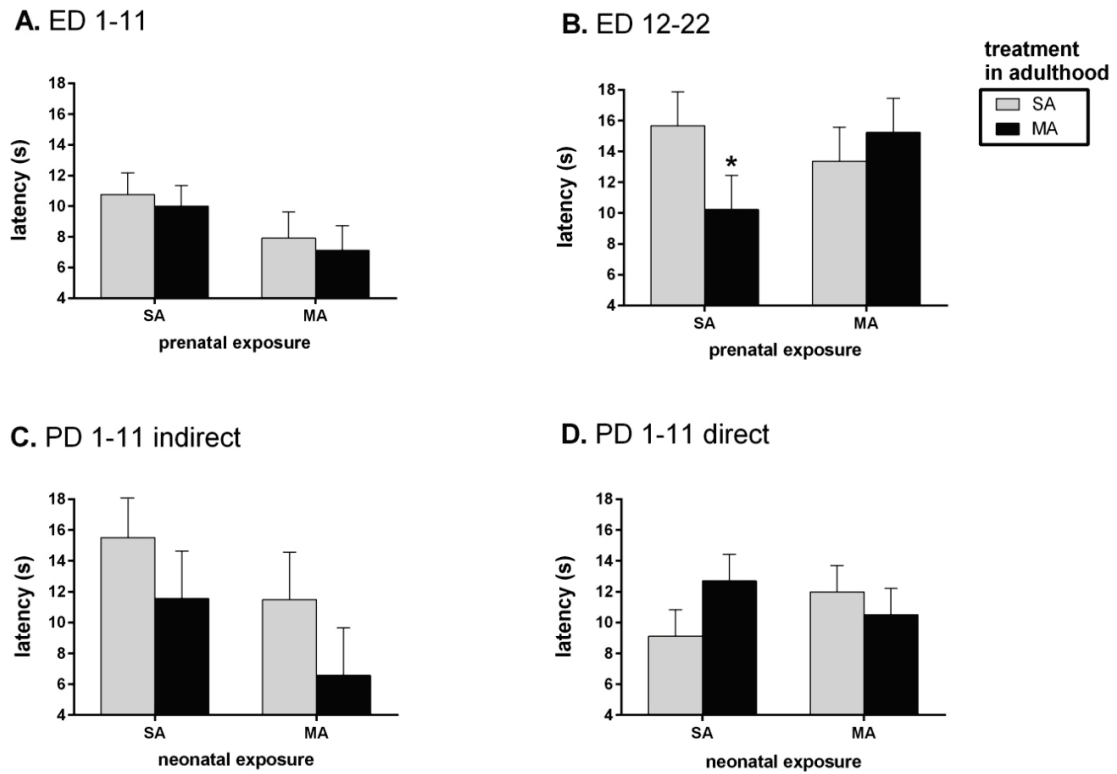 A. ED 1-11
B. ED 12-22
treatment
in adulthood
SA
MA
18
16
14
12
10
8
6
4
latency (s)
SA MA
prenatal exposure
18
16
14
12
10
8
6
4
latency (s)
*
SA MA
prenatal exposure
C. PD 1-11 indirect
D. PD 1-11 direct
18
16
14
12
10
8
6
4
latency (s)
SA MA
neonatal exposure
18
16
14
12
10
8
6
4
latency (s)
SA MA
neonatal exposure